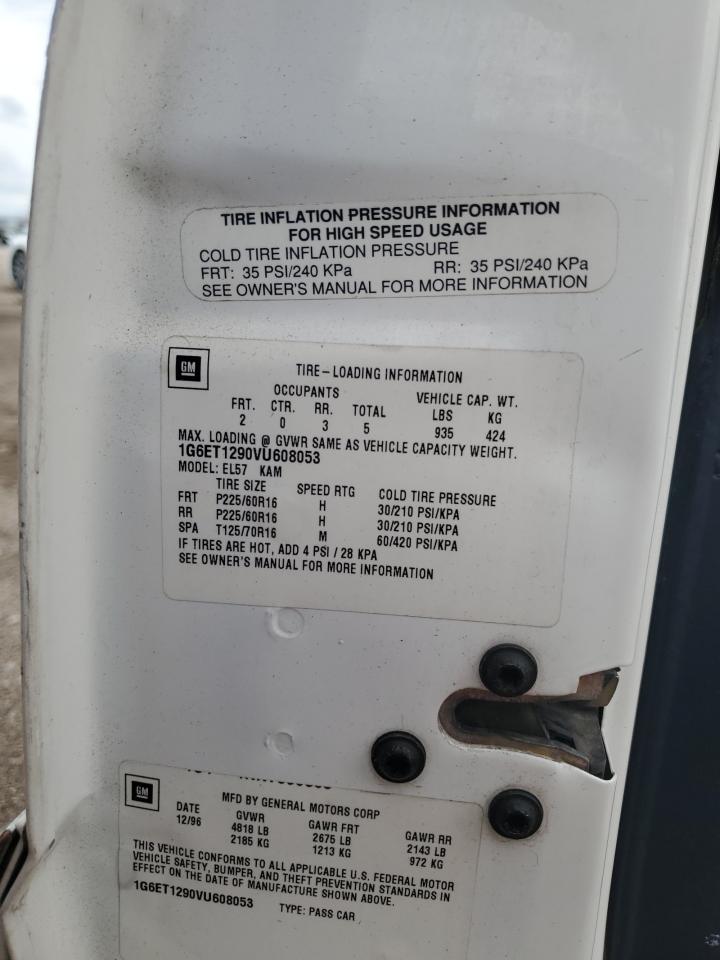 TIRE INFLATION PRESSURE INFORMATION
FOR HIGH SPEED USAGE
COLD TIRE INFLATION PRESSURE
FRT: 35 PSI/240 KPa RR: 35 PSI/240 KPa
SEE OWNER'S MANUAL FOR MORE INFORMATION
GM
TIRE-LOADING INFORMATION
OCCUPANTS VEHICLE CAP. WT.
FRT. CTR. RR. TOTAL LBS KG
2 0 3 5 935 424
MAX. LOADING @ GVWR SAME AS VEHICLE CAPACITY WEIGHT.
1G6ET1290VU608053
MODEL: EL57 KAM
TIRE SIZE SPEED RTG COLD TIRE PRESSURE
FRT P225/60R16 H 30/210 PSI/KPA
RR P225/60R16 H 30/210 PSI/KPA
SPA T125/70R16 M 60/420 PSI/KPA
IF TIRES ARE HOT, ADD 4 PSI / 28 KPA
SEE OWNER'S MANUAL FOR MORE INFORMATION
GM
MFD BY GENERAL MOTORS CORP
DATE GVWR GAWR FRT GAWR RR
12/96 4818 LB 2675 LB 2143 LB
2185 KG 1213 KG 972 KG
THIS VEHICLE CONFORMS TO ALL APPLICABLE U.S. FEDERAL MOTOR
VEHICLE SAFETY, BUMPER, AND THEFT PREVENTION STANDARDS IN
EFFECT ON THE DATE OF MANUFACTURE SHOWN ABOVE.
1G6ET1290VU608053 TYPE: PASS CAR